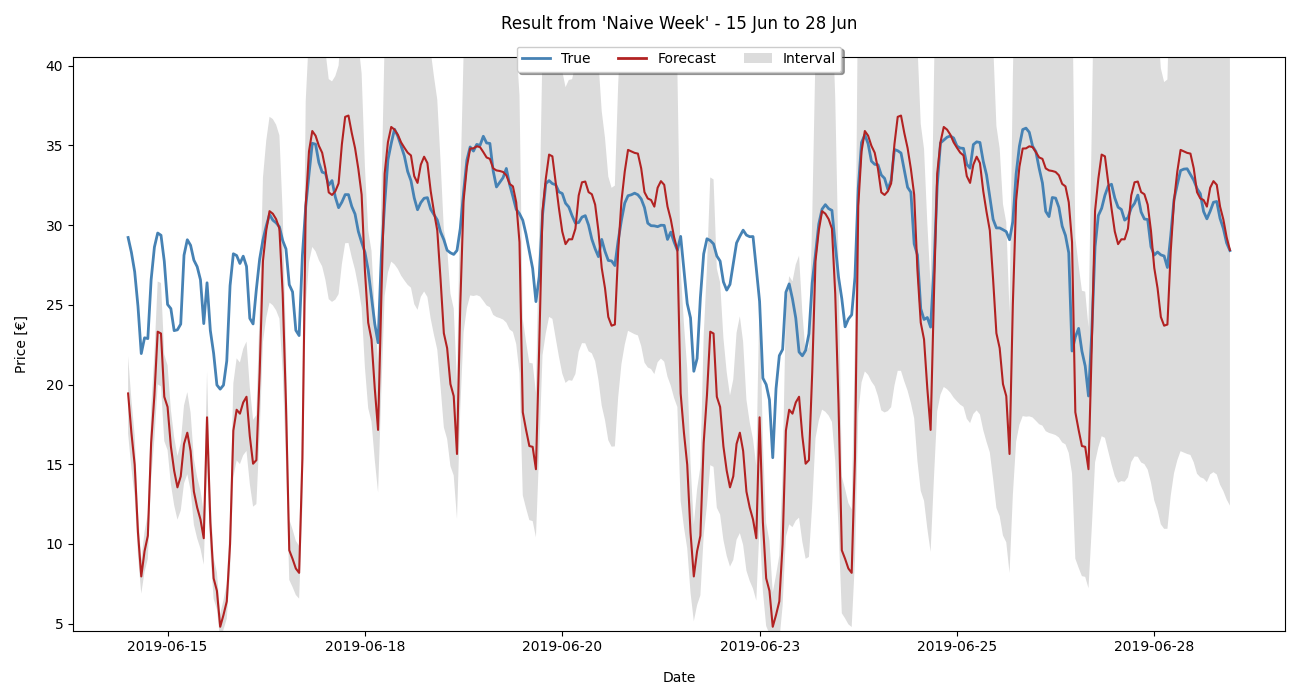 Result from 'Naive Week' - 15 Jun to 28 Jun
True Forecast Interval
40
35
30
25
20
15
10
5
Price [€]
2019-06-15 2019-06-18 2019-06-20 2019-06-23 2019-06-25 2019-06-28
Date